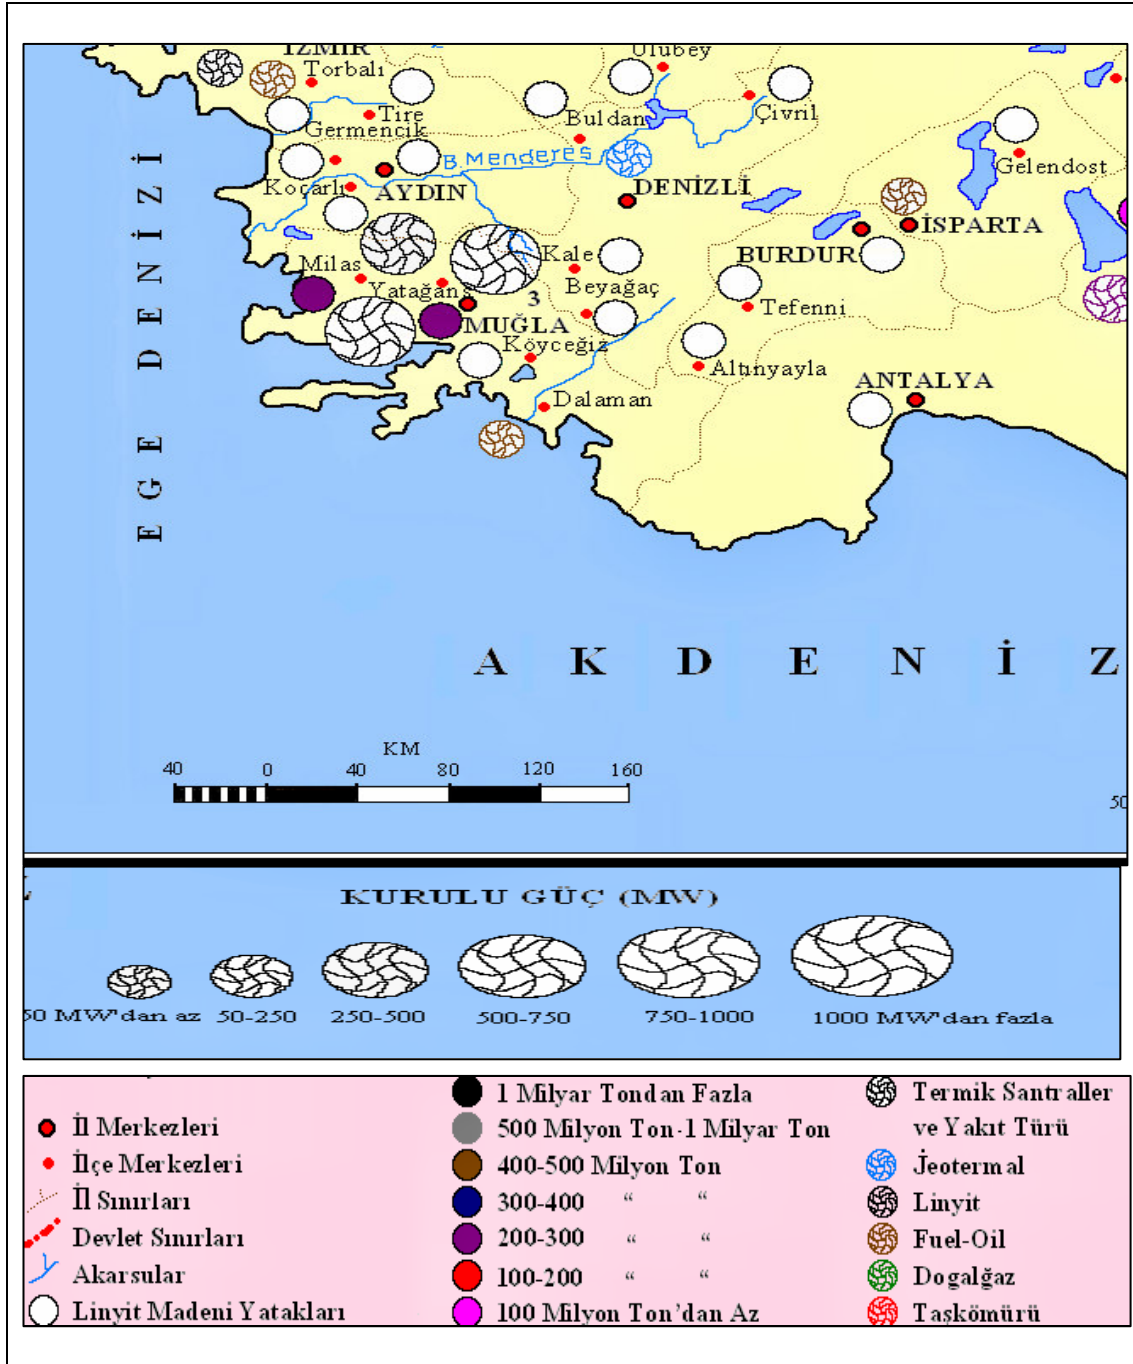 İZMİR
Torbalı
Ulubey
Tire
Germencik
Buldan
Çivril
B. Menderes
Koçarlı
AYDIN
DENİZLİ
Gelendost
İSPARTA
BURDUR
Milas
Kale
Yatağan
Beyağaç
3
Tefenni
MUĞLA
Köyceğiz
Altınyayla
Dalaman
ANTALYA
EGE DENİZİ
AKDENİZ
KM
40 0 40 80 120 160
50
KURULU GÜÇ (MW)
50 MW'dan az 50-250 250-500 500-750 750-1000 1000 MW'dan fazla
1 Milyar Tondan Fazla
500 Milyon Ton-1 Milyar Ton
400-500 Milyon Ton
300-400 “ “
200-300 “ “
100-200 “ “
100 Milyon Ton’dan Az
İl Merkezleri
İlçe Merkezleri
İl Sınırları
Devlet Sınırları
Akarsular
Linyit Madeni Yatakları
Termik Santraller
ve Yakıt Türü
Jeotermal
Linyit
Fuel-Oil
Dogalğaz
Taşkömürü